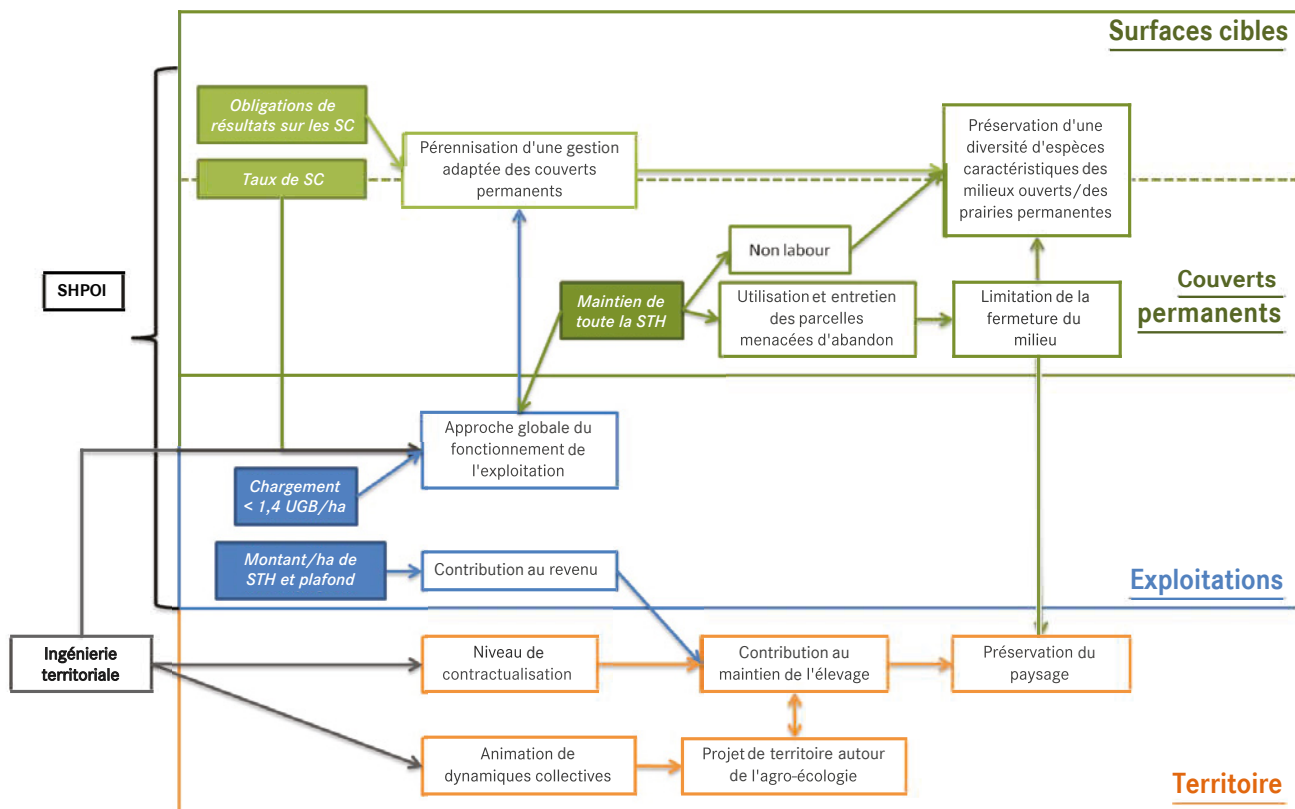 Surfaces cibles
Obligations de
résultats sur les SC
Taux de SC
Pérennisation d'une gestion
adaptée des couverts
permanents
Préservation d'une
diversité d'espèces
caractéristiques des
milieux ouverts/des
prairies permanentes
Non labour
SHPOI
Maintien de
toute la STH
Utilisation et entretien
des parcelles
menacées d'abandon
Limitation de la
fermeture du
milieu
Couverts
permanents
Approche globale du
fonctionnement de
l'exploitation
Chargement
< 1,4 UGB/ha
Montant/ha de
STH et plafond
Contribution au revenu
Exploitations
Ingénierie
territoriale
Niveau de
contractualisation
Contribution au
maintien de l'élevage
Préservation du
paysage
Animation de
dynamiques collectives
Projet de territoire autour
de l'agro-écologie
Territoire